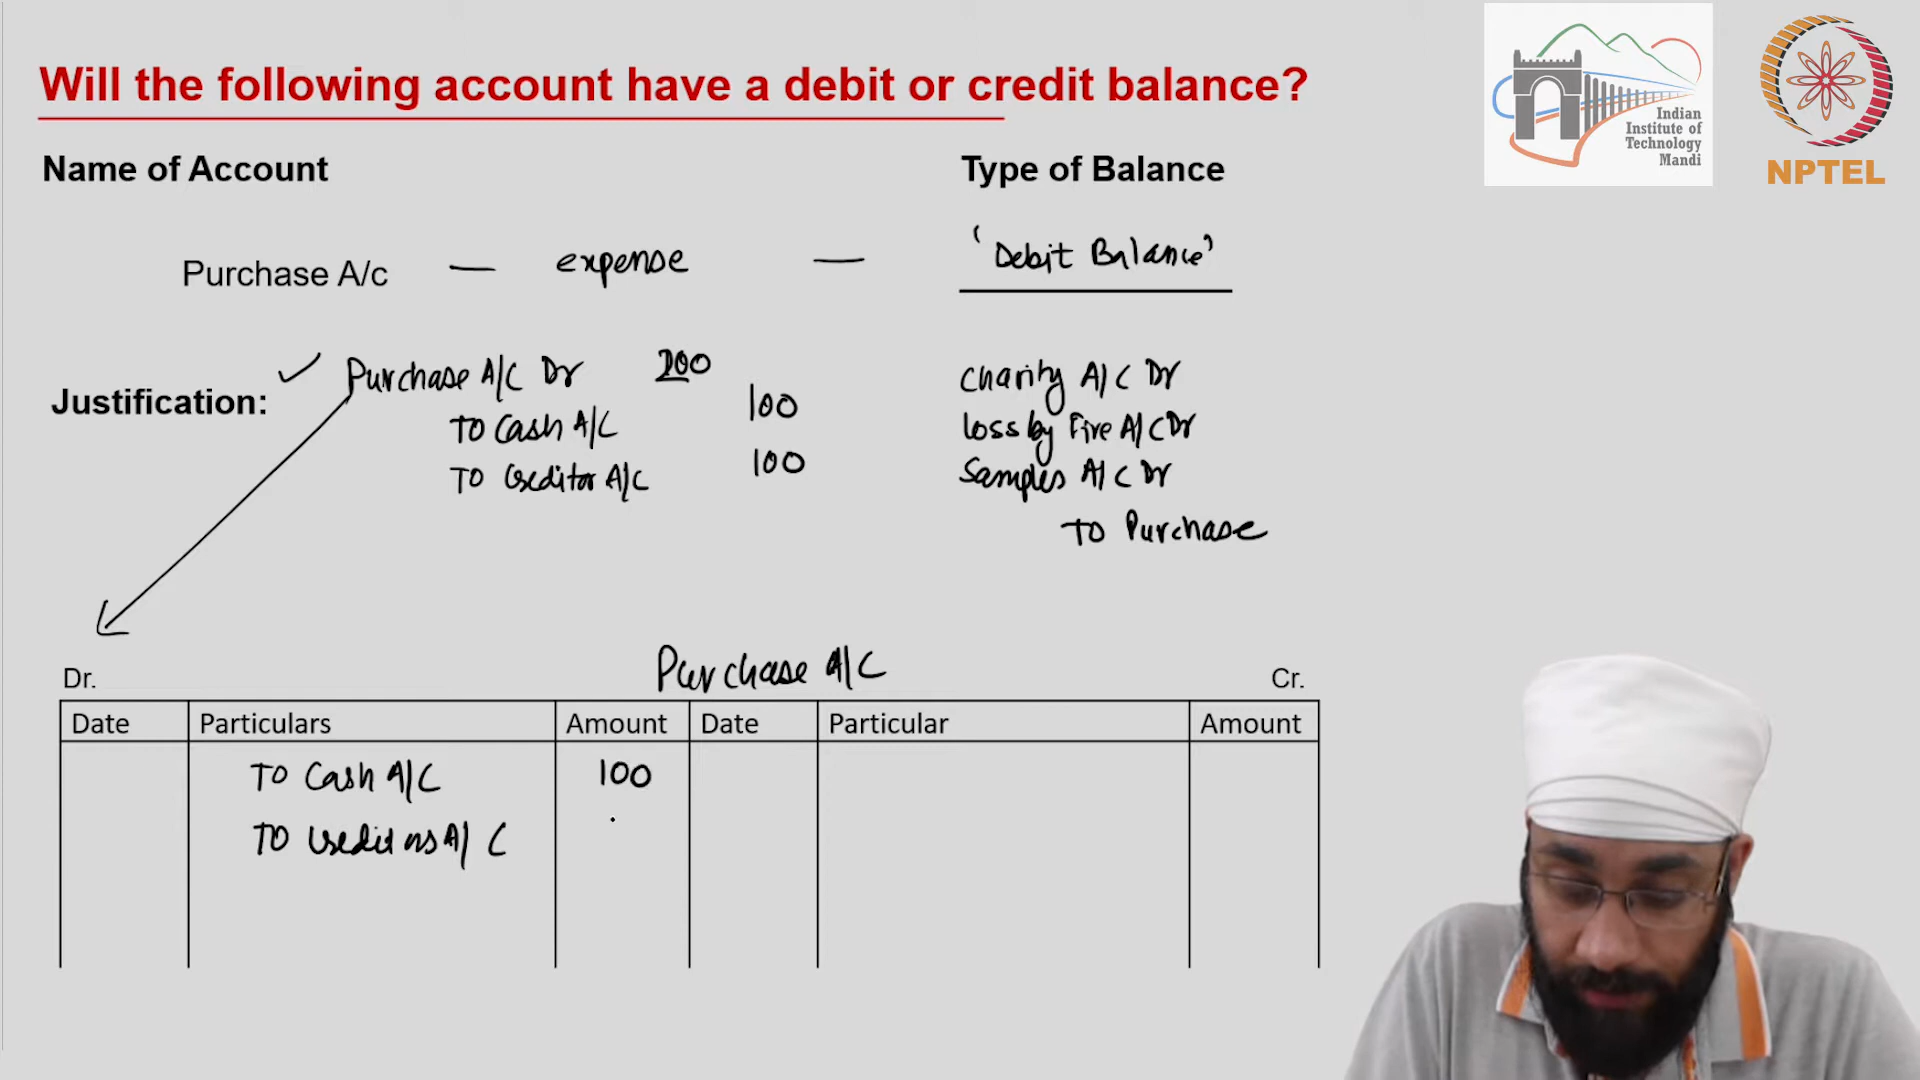 Will the following account have a debit or credit balance?
Indian
Institute of
Technology
Mandi
NPTEL
Name of Account
Type of Balance
Purchase A/c — expense — 'Debit Balance'
Justification:
Purchase A/C Dr 200
To Cash A/C 100
To Creditor A/C 100
Charity A/C Dr
Loss by Fire A/C Dr
Samples A/C Dr
To Purchase
Dr. Purchase A/C Cr.
Date Particulars Amount Date Particular Amount
To Cash A/C 100
To Creditors A/C